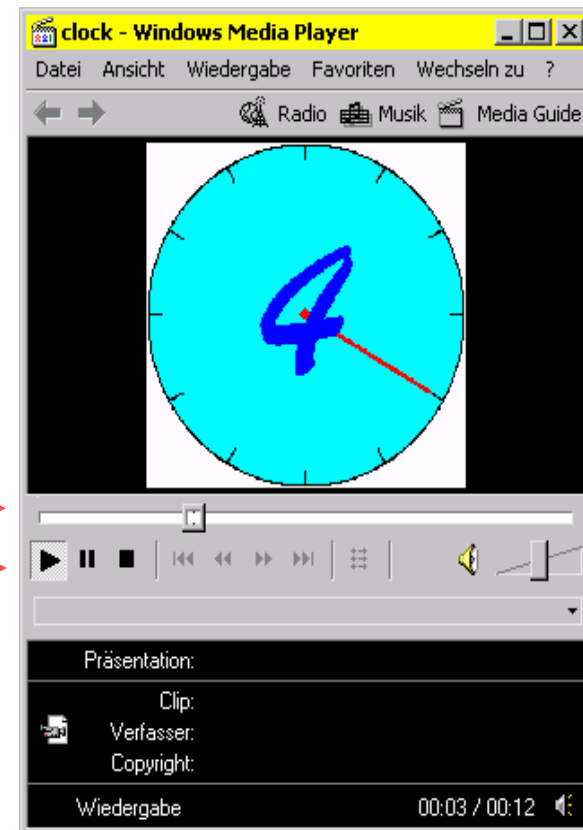 clock - Windows Media Player
Datei Ansicht Wiedergabe Favoriten Wechseln zu ?
Radio Musik Media Guide
4
Präsentation:
Clip:
Verfasser:
Copyright:
Wiedergabe 00:03 / 00:12